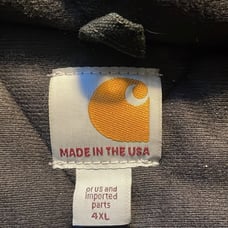 MADE IN THE USA
of US and
imported
parts
4XL